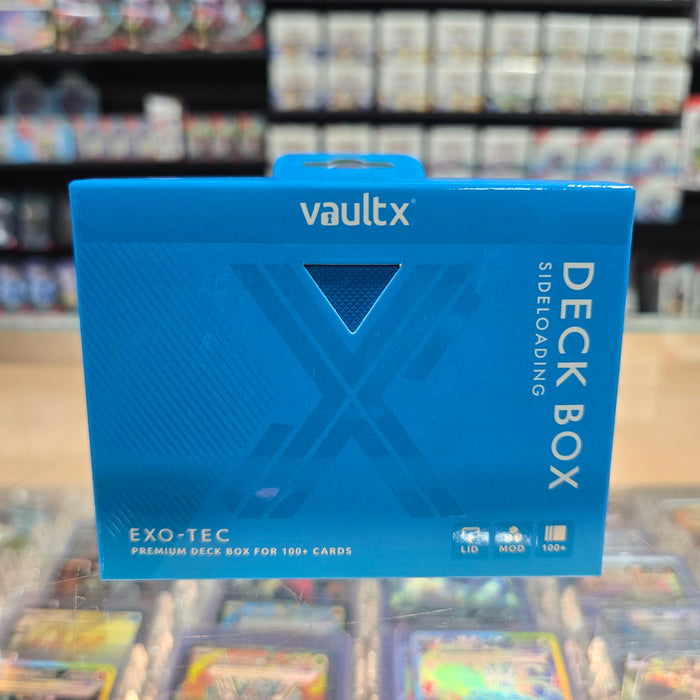 vaultx®
DECK BOX
SIDELOADING
EXO-TEC
PREMIUM DECK BOX FOR 100+ CARDS
LID
MOD
100+